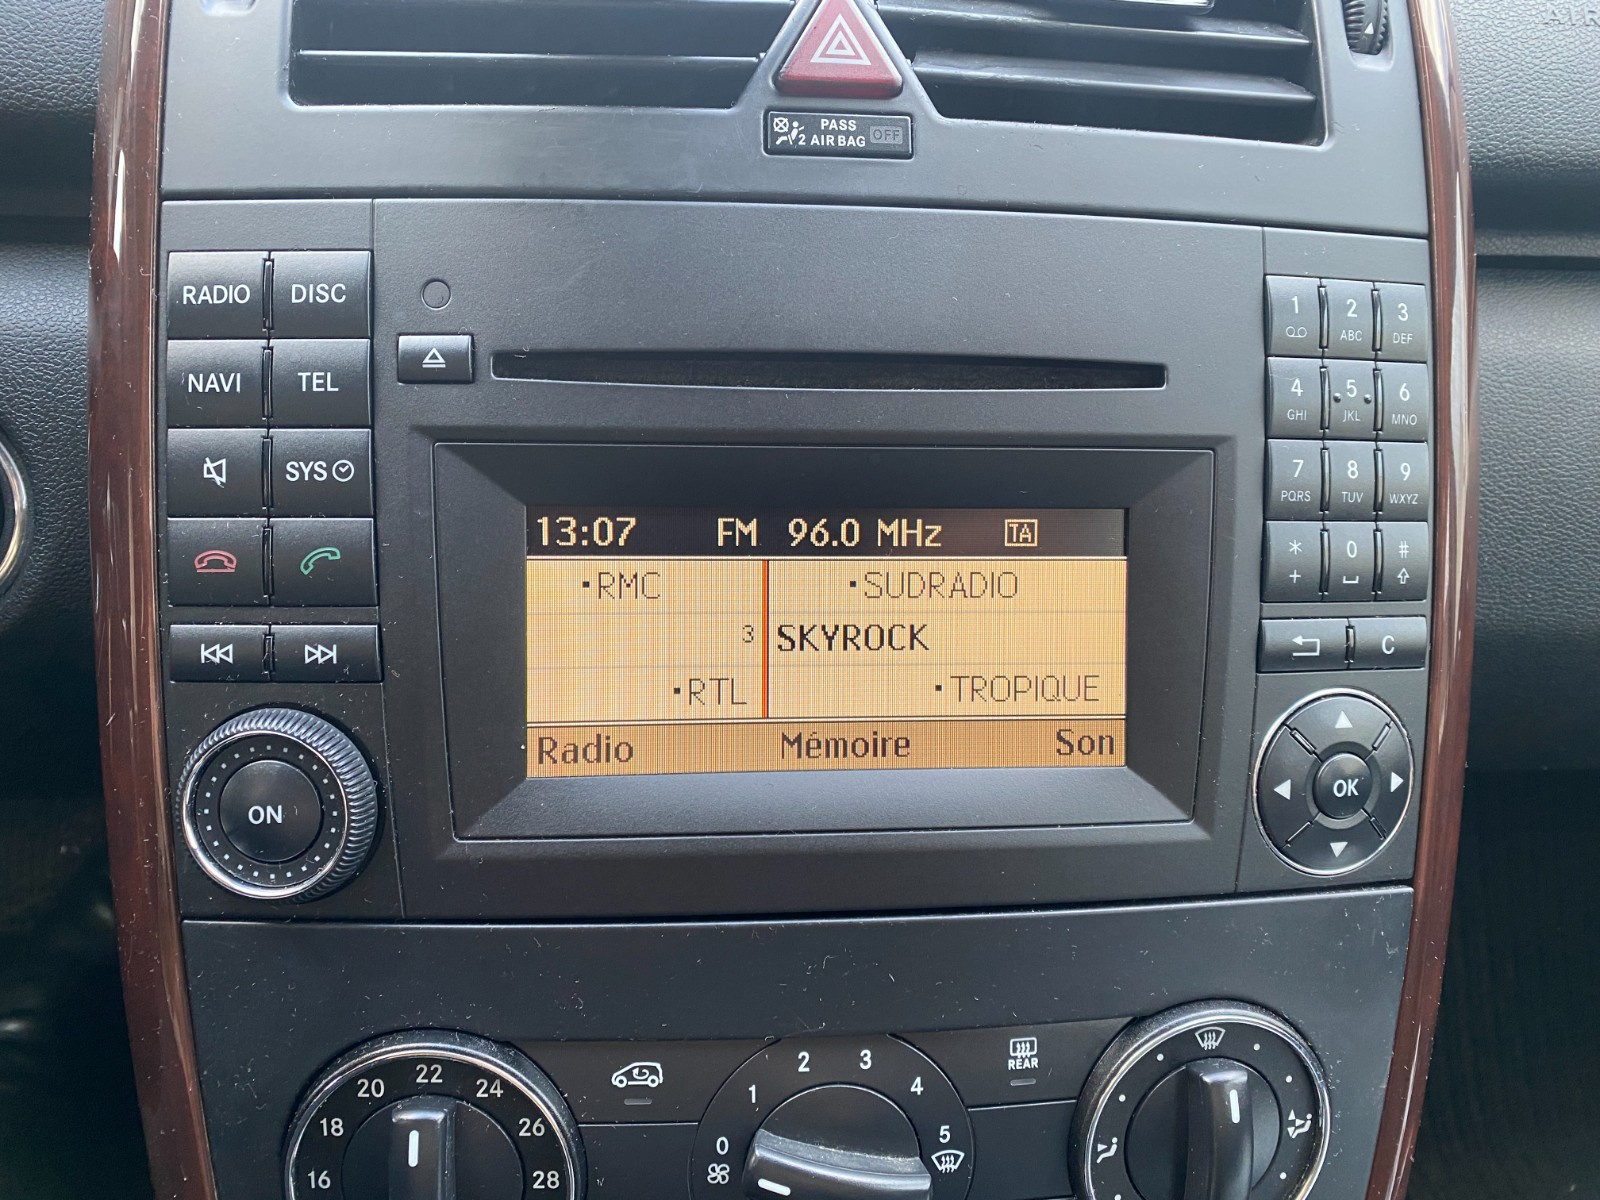 PASS
2 AIRBAG OFF
RADIO DISC
NAVI TEL
SYS
ON
13:07 FM 96.0 MHz TA
RMC SUDRADIO
3 SKYROCK
RTL TROPIQUE
Radio Mémoire Son
1 2 3
ABC DEF
4 5 6
GHI JKL MNO
7 8 9
PQRS TUV WXYZ
* 0 #
+
C
OK
16 18 20 22 24 26 28
0 1 2 3 4 5
REAR